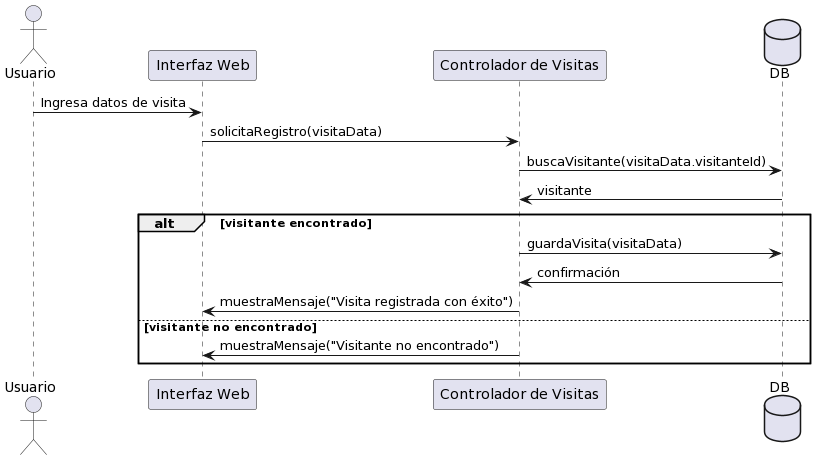 Usuario
Interfaz Web
Controlador de Visitas
DB
Ingresa datos de visita
solicitaRegistro(visitaData)
buscaVisitante(visitaData.visitanteId)
visitante
alt [visitante encontrado]
guardaVisita(visitaData)
confirmación
muestraMensaje("Visita registrada con éxito")
[visitante no encontrado]
muestraMensaje("Visitante no encontrado")
Usuario
Interfaz Web
Controlador de Visitas
DB